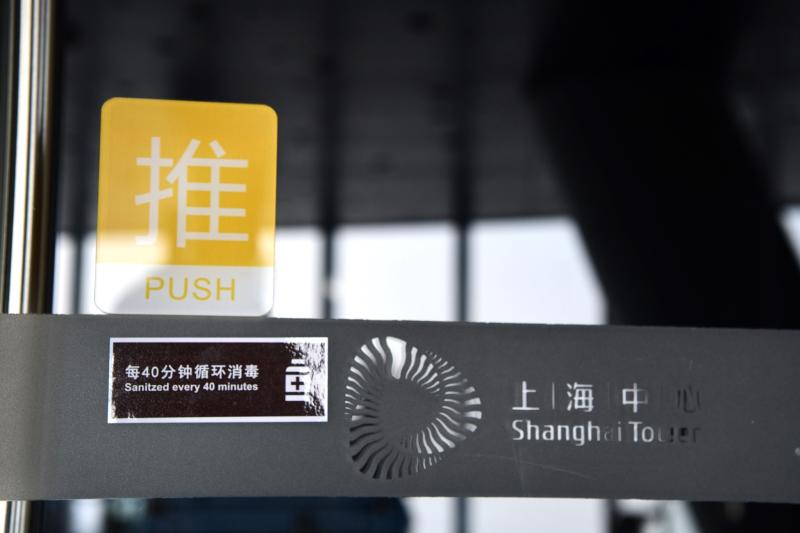 推
PUSH
每40分钟循环消毒
Sanitzed every 40 minutes
上海中心
Shanghai Tower